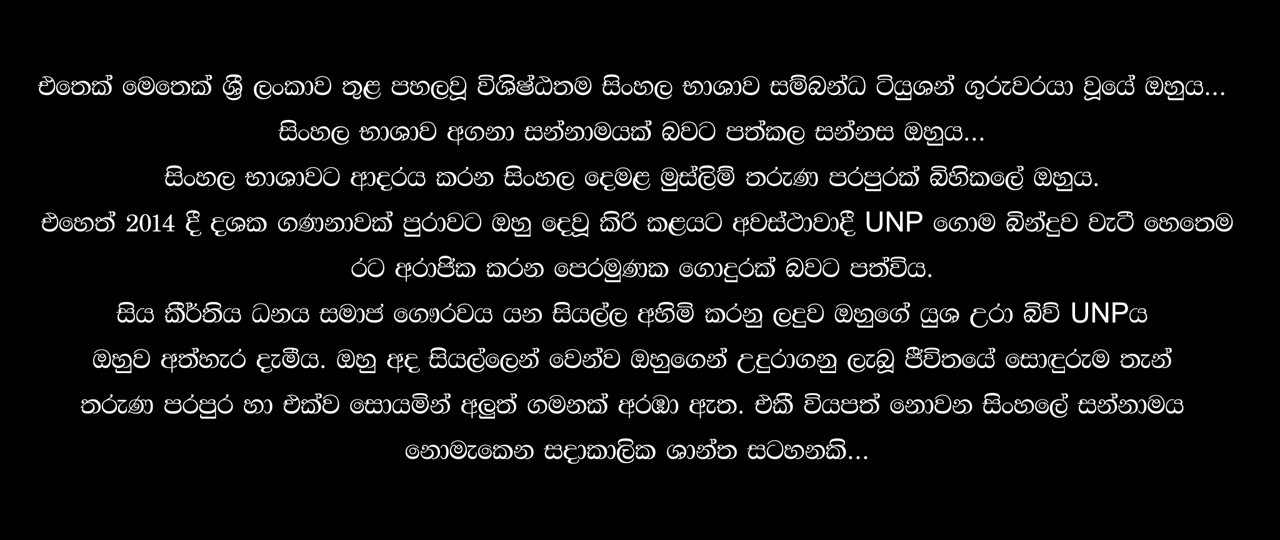 එතෙක් මෙතෙක් ශ්‍රී ලංකාව තුළ පහලවූ විශිෂ්ඨතම සිංහල භාශාව සම්බන්ධ ටියුශන් ගුරුවරයා වූයේ ඔහුය...
සිංහල භාශාව අගනා සන්නාමයක් බවට පත්කල සන්නස ඔහුය...
සිංහල භාශාවට ආදරය කරන සිංහල දෙමළ මුස්ලිම් තරුණ පරපුරක් බිහිකලේ ඔහුය.
එහෙත් 2014 දී දශක ගණනාවක් පුරාවට ඔහු දෙවූ කිරි කළයට අවස්ථාවාදී UNP ගොම බින්දුව වැටී හෙතෙම
රට අරාජික කරන පෙරමුණක ගොදුරක් බවට පත්විය.
සිය කීර්තිය ධනය සමාජ ගෞරවය යන සියල්ල අහිමි කරනු ලදුව ඔහුගේ යුශ උරා බිව් UNPය
ඔහුව අත්හැර දැමීය. ඔහු අද සියල්ලෙන් වෙන්ව ඔහුගෙන් උදුරාගනු ලැබූ ජීවිතයේ සොඳුරුම තැන්
තරුණ පරපුර හා එක්ව සොයමින් අලුත් ගමනක් අරඹා ඇත. එකී වියපත් නොවන සිංහලේ සන්නාමය
නොමැකෙන සදාකාලික ශාන්ත සටහනකි...